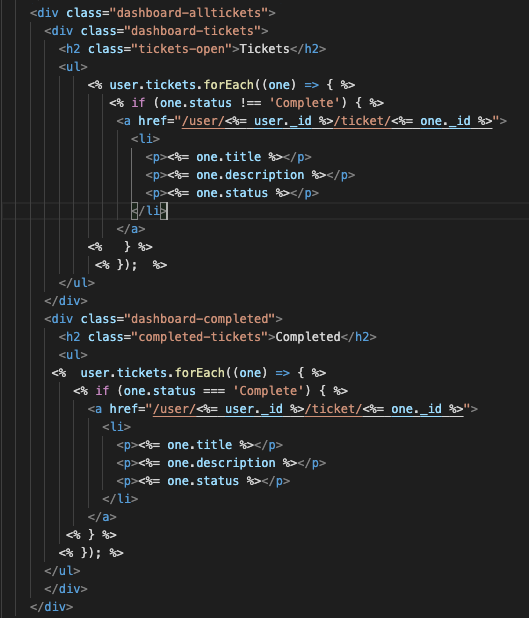 <div class="dashboard-alltickets">
<div class="dashboard-tickets">
<h2 class="tickets-open">Tickets</h2>
<ul>
<% user.tickets.forEach((one) => { %>
<% if (one.status !== 'Complete') { %>
<a href="/user/<%= user._id %>/ticket/<%= one._id %>">
<li>
<p><%= one.title %></p>
<p><%= one.description %></p>
<p><%= one.status %></p>
</li>
</a>
<%   } %>
<% });  %>
</ul>
</div>
<div class="dashboard-completed">
<h2 class="completed-tickets">Completed</h2>
<ul>
<%  user.tickets.forEach((one) => { %>
<% if (one.status === 'Complete') { %>
<a href="/user/<%= user._id %>/ticket/<%= one._id %>">
<li>
<p><%= one.title %></p>
<p><%= one.description %></p>
<p><%= one.status %></p>
</li>
</a>
<% } %>
<% }); %>
</ul>
</div>
</div>